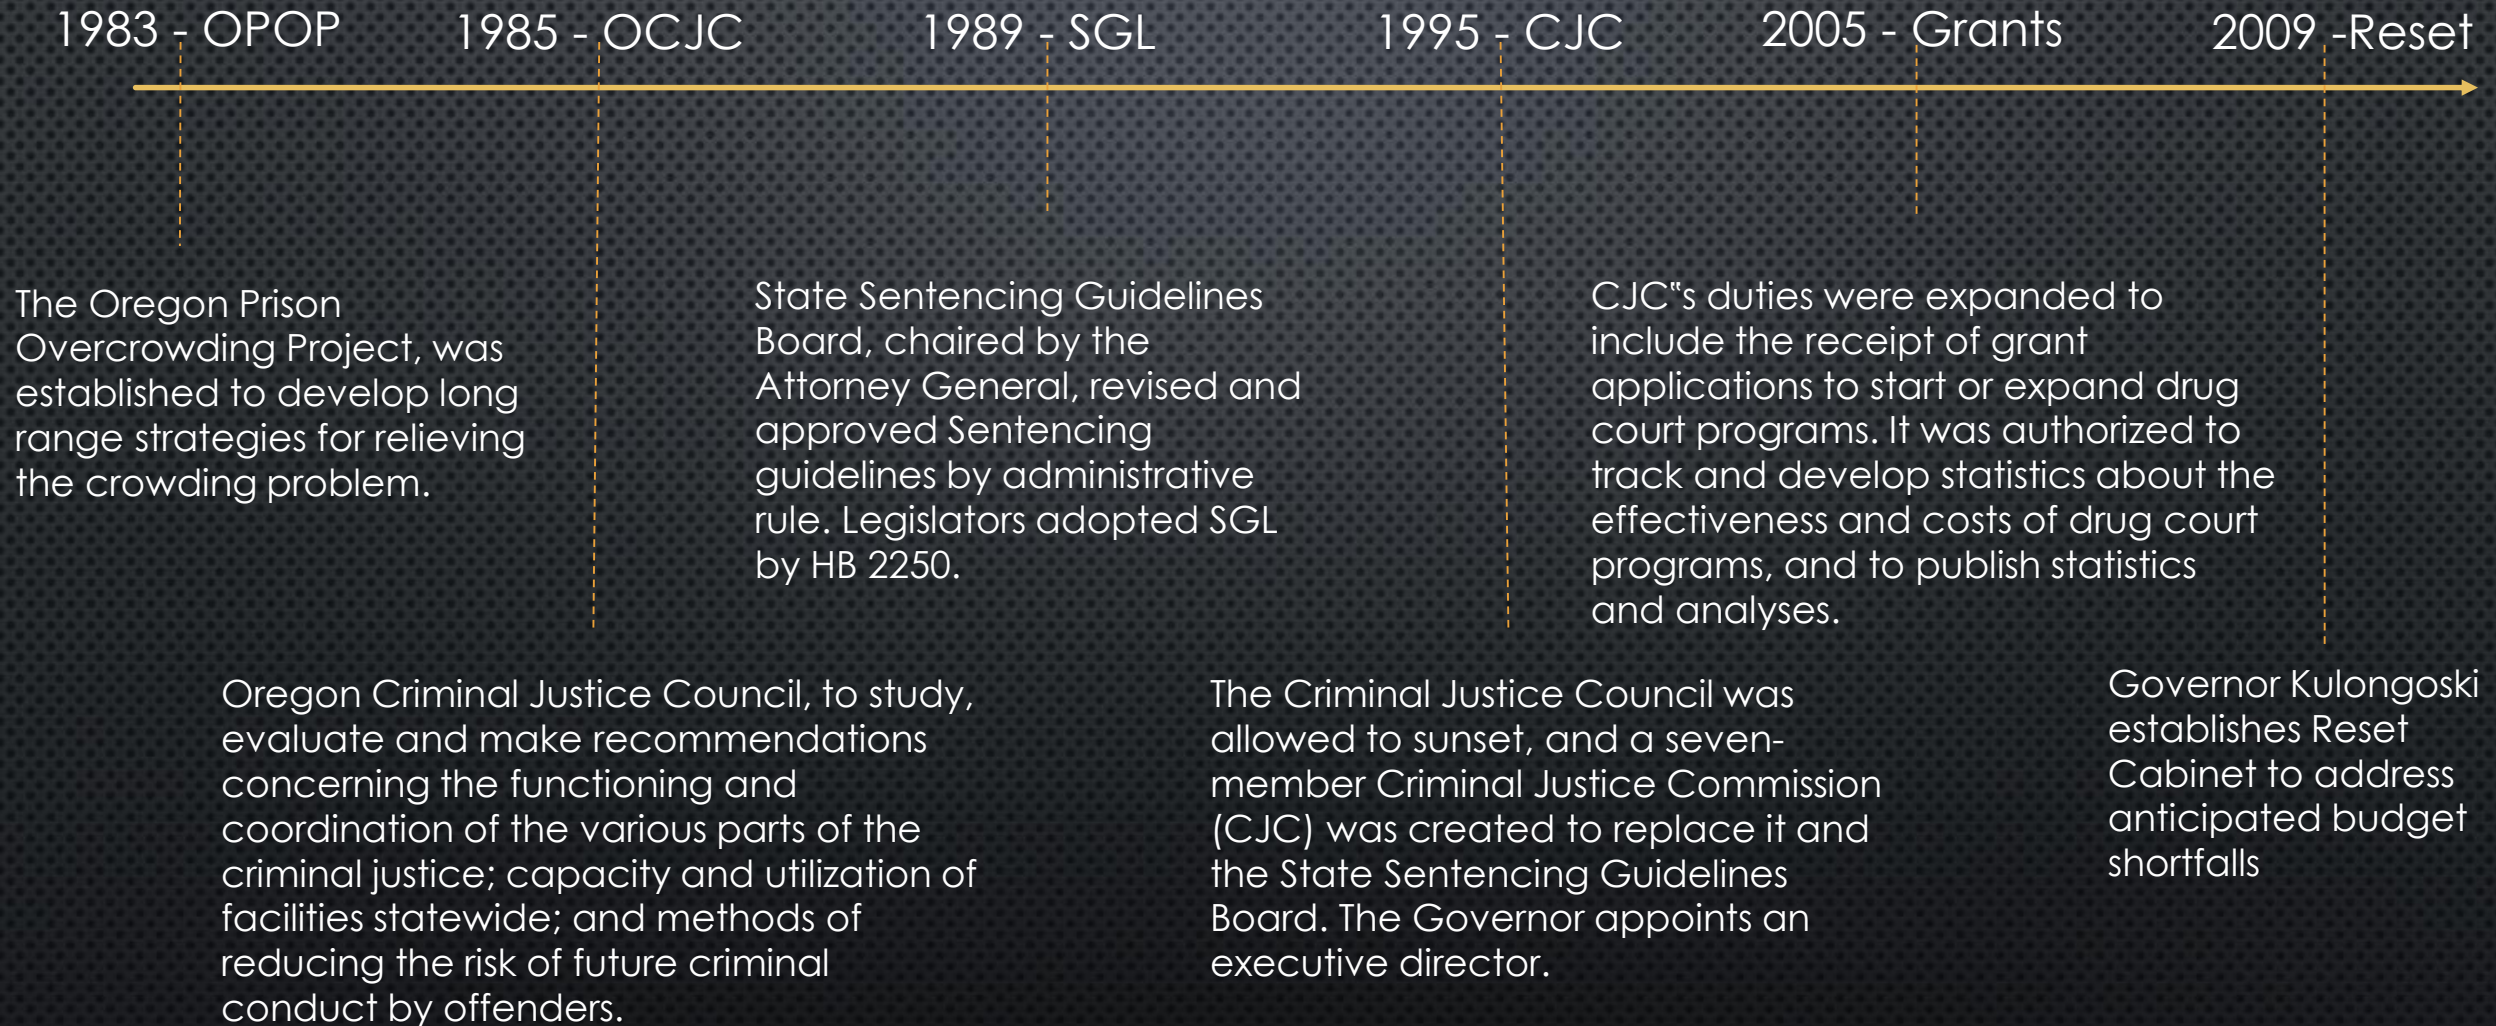 1983 - OPOP
1985 - OCJC
1989 - SGL
1995 - CJC
2005 - Grants
2009 -Reset
The Oregon Prison
Overcrowding Project, was
established to develop long
range strategies for relieving
the crowding problem.
Oregon Criminal Justice Council, to study,
evaluate and make recommendations
concerning the functioning and
coordination of the various parts of the
criminal justice; capacity and utilization of
facilities statewide; and methods of
reducing the risk of future criminal
conduct by offenders.
State Sentencing Guidelines
Board, chaired by the
Attorney General, revised and
approved Sentencing
guidelines by administrative
rule. Legislators adopted SGL
by HB 2250.
The Criminal Justice Council was
allowed to sunset, and a seven-
member Criminal Justice Commission
(CJC) was created to replace it and
the State Sentencing Guidelines
Board. The Governor appoints an
executive director.
CJC‟s duties were expanded to
include the receipt of grant
applications to start or expand drug
court programs. It was authorized to
track and develop statistics about the
effectiveness and costs of drug court
programs, and to publish statistics
and analyses.
Governor Kulongoski
establishes Reset
Cabinet to address
anticipated budget
shortfalls